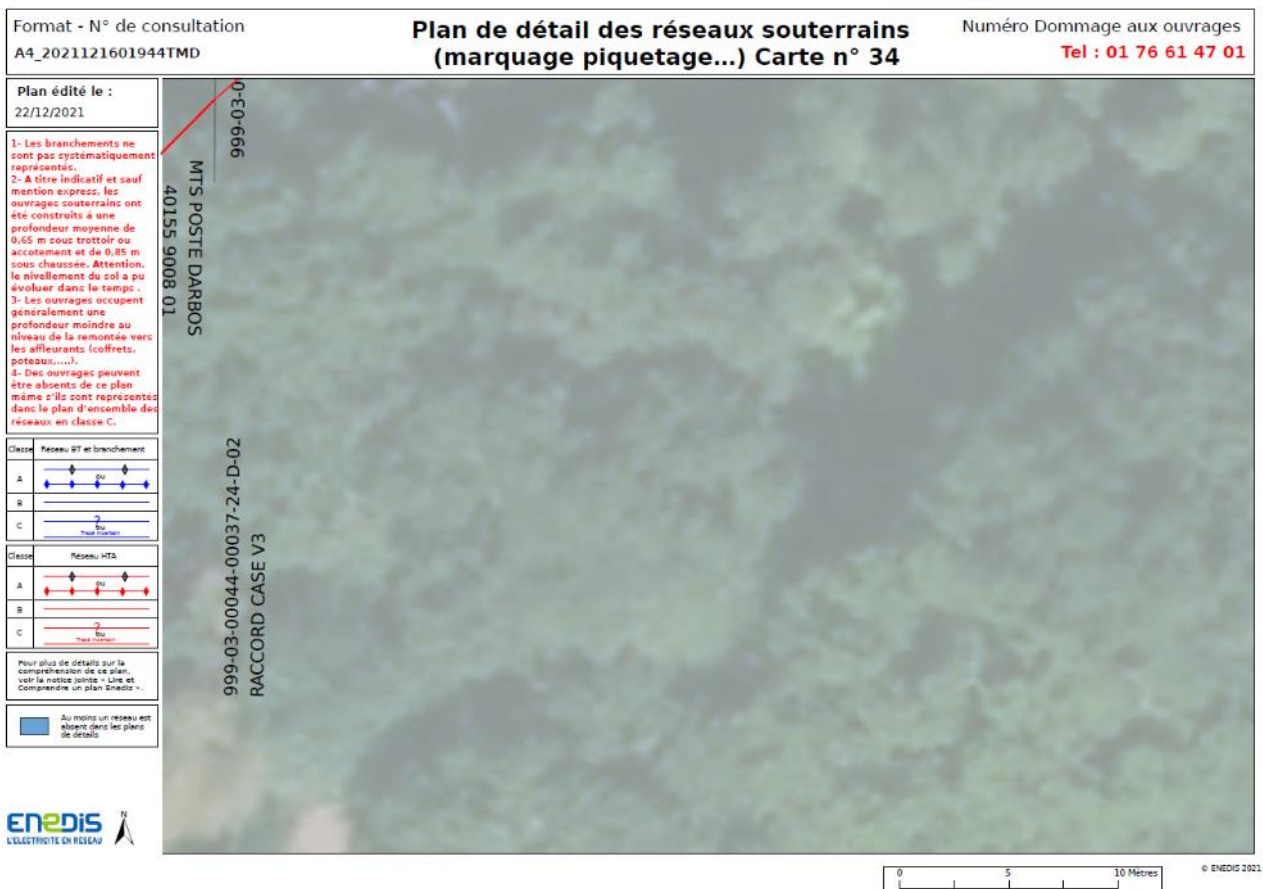 Format - N° de consultation
A4_2021121601944TMD
Plan de détail des réseaux souterrains
(marquage piquetage...) Carte n° 34
Numéro Dommage aux ouvrages
Tel : 01 76 61 47 01
Plan édité le :
22/12/2021
1- Les branchements ne
sont pas systématiquement
représentés.
2- A titre indicatif et sauf
mention express, les
ouvrages souterrains ont
été construits à une
profondeur moyenne de
0,65 m sous trottoir ou
accotement et de 0,85 m
sous chaussée. Attention,
le nivellement du sol a pu
évoluer dans le temps .
3- Les ouvrages occupent
généralement une
profondeur moindre au
niveau de la remontée vers
les affleurants (coffrets,
poteaux,....).
4- Des ouvrages peuvent
être absents de ce plan
même s'ils sont représentés
dans le plan d'ensemble des
réseaux en classe C.
Classe Réseau BT et branchement
A ou
B
C ?
ou
Tracé incertain
Classe Réseau HTA
A ou
B
C ?
ou
Tracé incertain
Pour plus de détails sur la
compréhension de ce plan,
voir la notice jointe « Lire et
Comprendre un plan Enedis ».
Au moins un réseau est
absent dans les plans
de détails
ENEDIS
L'ELECTRICITE EN RESEAU
N
999-03-0
MTS POSTE DARBOS
40155 9008 01
999-03-00044-00037-24-D-02
RACCORD CASE V3
0 5 10 Mètres
© ENEDIS 2021